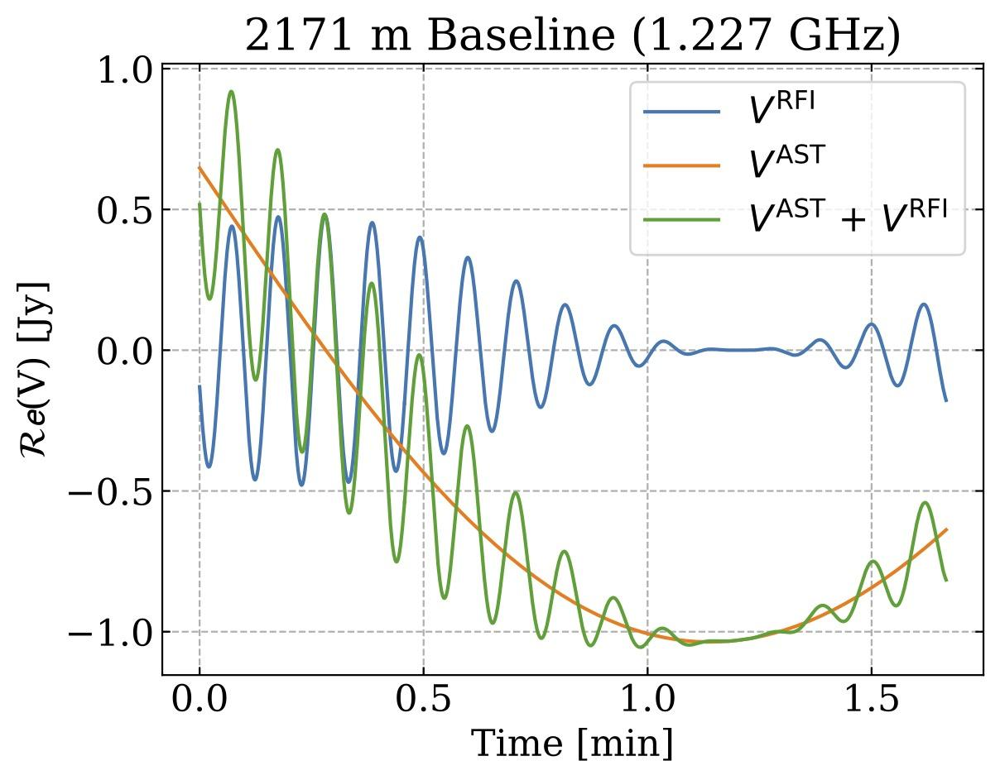 2171 m Baseline (1.227 GHz)
1.0
0.5
0.0
−0.5
−1.0
ℛe(V) [Jy]
V^RFI
V^AST
V^AST + V^RFI
0.0 0.5 1.0 1.5
Time [min]